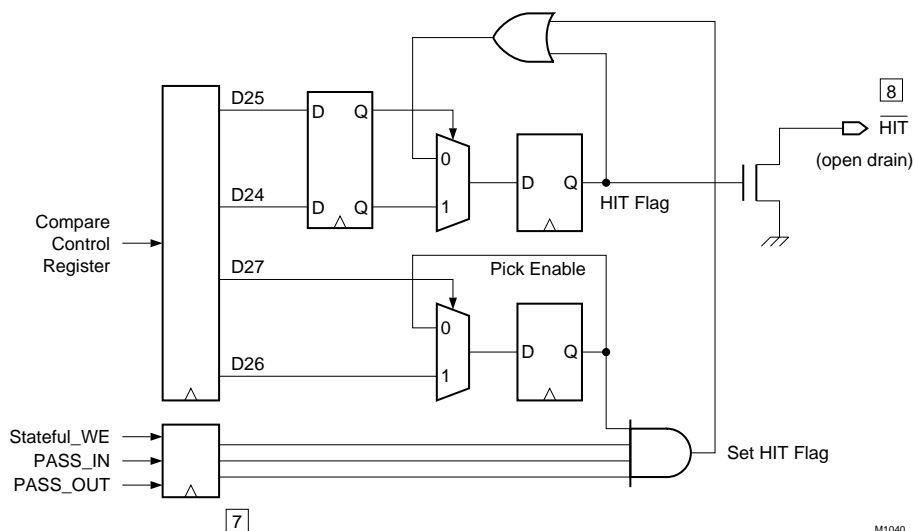 D25
D Q
8
HIT
(open drain)
0
D24
D Q
1
D Q
HIT Flag
Compare
Control
Register
D27
Pick Enable
0
D Q
D26
1
Stateful_WE
PASS_IN
PASS_OUT
Set HIT Flag
7
M1040